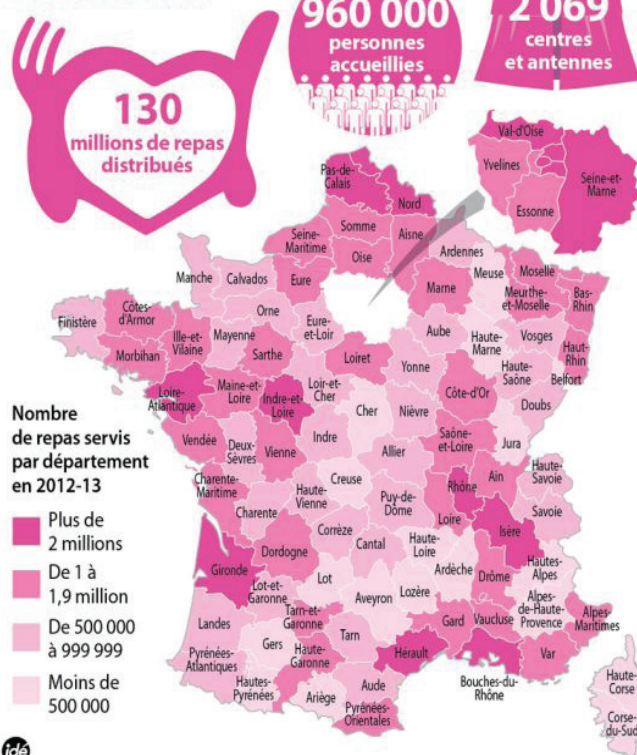 960 000
personnes
accueillies
2 069
centres
et antennes
130
millions de repas
distribués
Val-d'Oise
Yvelines
Seine-et-
Marne
Essonne
Pas-de-
Calais
Nord
Somme
Aisne
Seine-
Maritime
Oise
Ardennes
Manche
Calvados
Eure
Marne
Meuse
Moselle
Meurthe-
et-Moselle
Bas-
Rhin
Finistère
Côtes-
d'Armor
Orne
Eure-
et-Loir
Aube
Haute-
Marne
Vosges
Haut-
Rhin
Ille-et-
Vilaine
Mayenne
Morbihan
Sarthe
Loiret
Yonne
Haute-
Saône
Belfort
Loire-
Atlantique
Maine-et-
Loire
Indre-et-
Loire
Loir-et-
Cher
Cher
Nièvre
Côte-d'Or
Doubs
Vendée
Deux-
Sèvres
Vienne
Indre
Allier
Saône-
et-Loire
Jura
Charente-
Maritime
Charente
Haute-
Vienne
Creuse
Puy-de-
Dôme
Loire
Rhône
Ain
Haute-
Savoie
Savoie
Corrèze
Isère
Gironde
Dordogne
Cantal
Haute-
Loire
Ardèche
Drôme
Hautes-
Alpes
Lot-et-
Garonne
Lot
Aveyron
Lozère
Alpes-
de-Haute-
Provence
Alpes-
Maritimes
Landes
Tarn-et-
Garonne
Tarn
Gard
Vaucluse
Var
Pyrénées-
Atlantiques
Gers
Haute-
Garonne
Hérault
Bouches-du-
Rhône
Hautes-
Pyrénées
Ariège
Aude
Pyrénées-
Orientales
Haute-
Corse
Corse-
du-Sud
Nombre
de repas servis
par département
en 2012-13
Plus de
2 millions
De 1 à
1,9 million
De 500 000
à 999 999
Moins de
500 000
idé